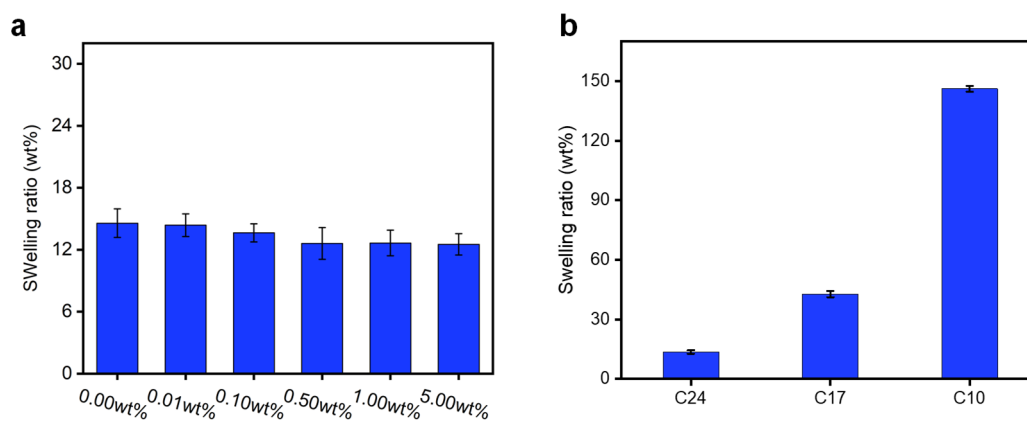 a
SWelling ratio (wt%)
30
24
18
12
6
0
0.00wt%
0.01wt%
0.10wt%
0.50wt%
1.00wt%
5.00wt%
b
Swelling ratio (wt%)
150
120
90
60
30
0
C24
C17
C10